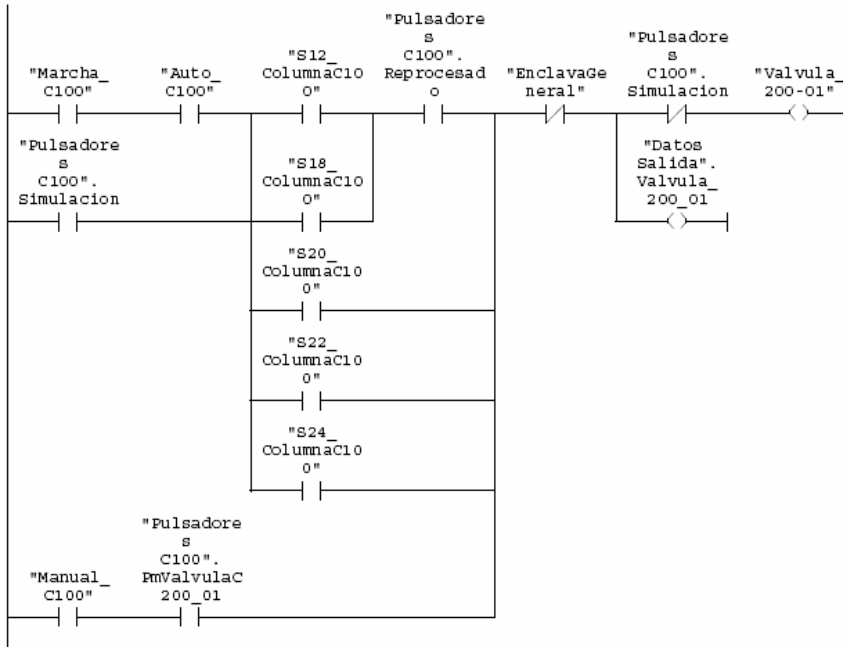 "Marcha_
C100"
"Auto_
C100"
"S12_
ColumnaC10
0"
"Pulsadore
s
C100".
Reprocesad
o
"EnclavaGe
neral"
"Pulsadore
s
C100".
Simulacion
"Valvula_
200-01"
"Pulsadore
s
C100".
Simulacion
"S18_
ColumnaC10
0"
"Datos
Salida".
Valvula_
200_01
"S20_
ColumnaC10
0"
"S22_
ColumnaC10
0"
"S24_
ColumnaC10
0"
"Manual_
C100"
"Pulsadore
s
C100".
PmValvulaC
200_01